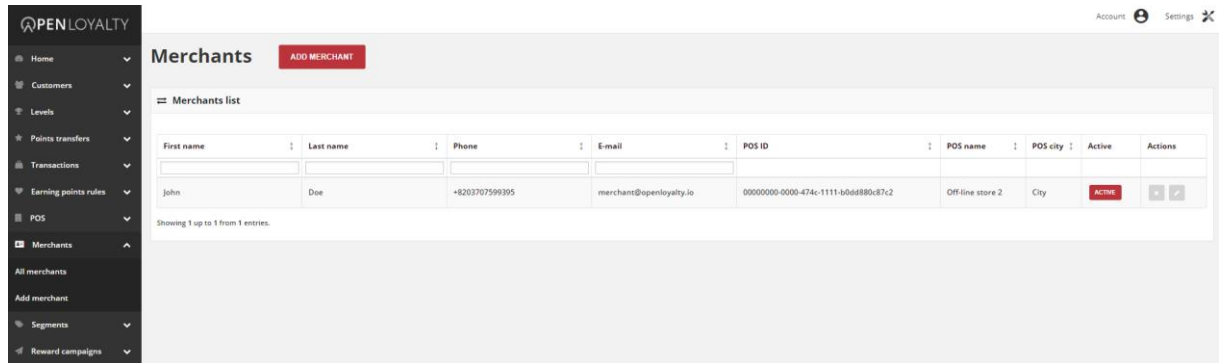 OPENLOYALTY
Account
Settings
Home
Customers
Levels
Points transfers
Transactions
Earning points rules
POS
Merchants
All merchants
Add merchant
Segments
Reward campaigns
Merchants
ADD MERCHANT
Merchants list
First name Last name Phone E-mail POS ID POS name POS city Active Actions
John Doe +8203707599395 merchant@openloyalty.io 00000000-0000-474c-1111-b0dd880c87c2 Off-line store 2 City ACTIVE
Showing 1 up to 1 from 1 entries.